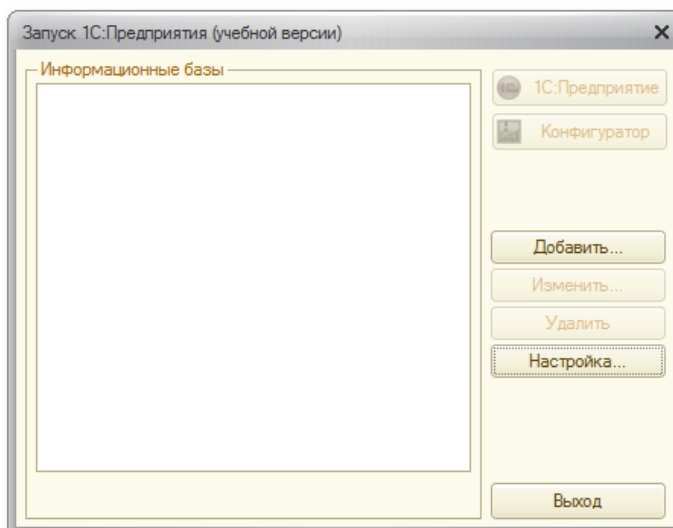 Запуск 1С:Предприятия (учебной версии)
Информационные базы
1С:Предприятие
Конфигуратор
Добавить...
Изменить...
Удалить
Настройка...
Выход